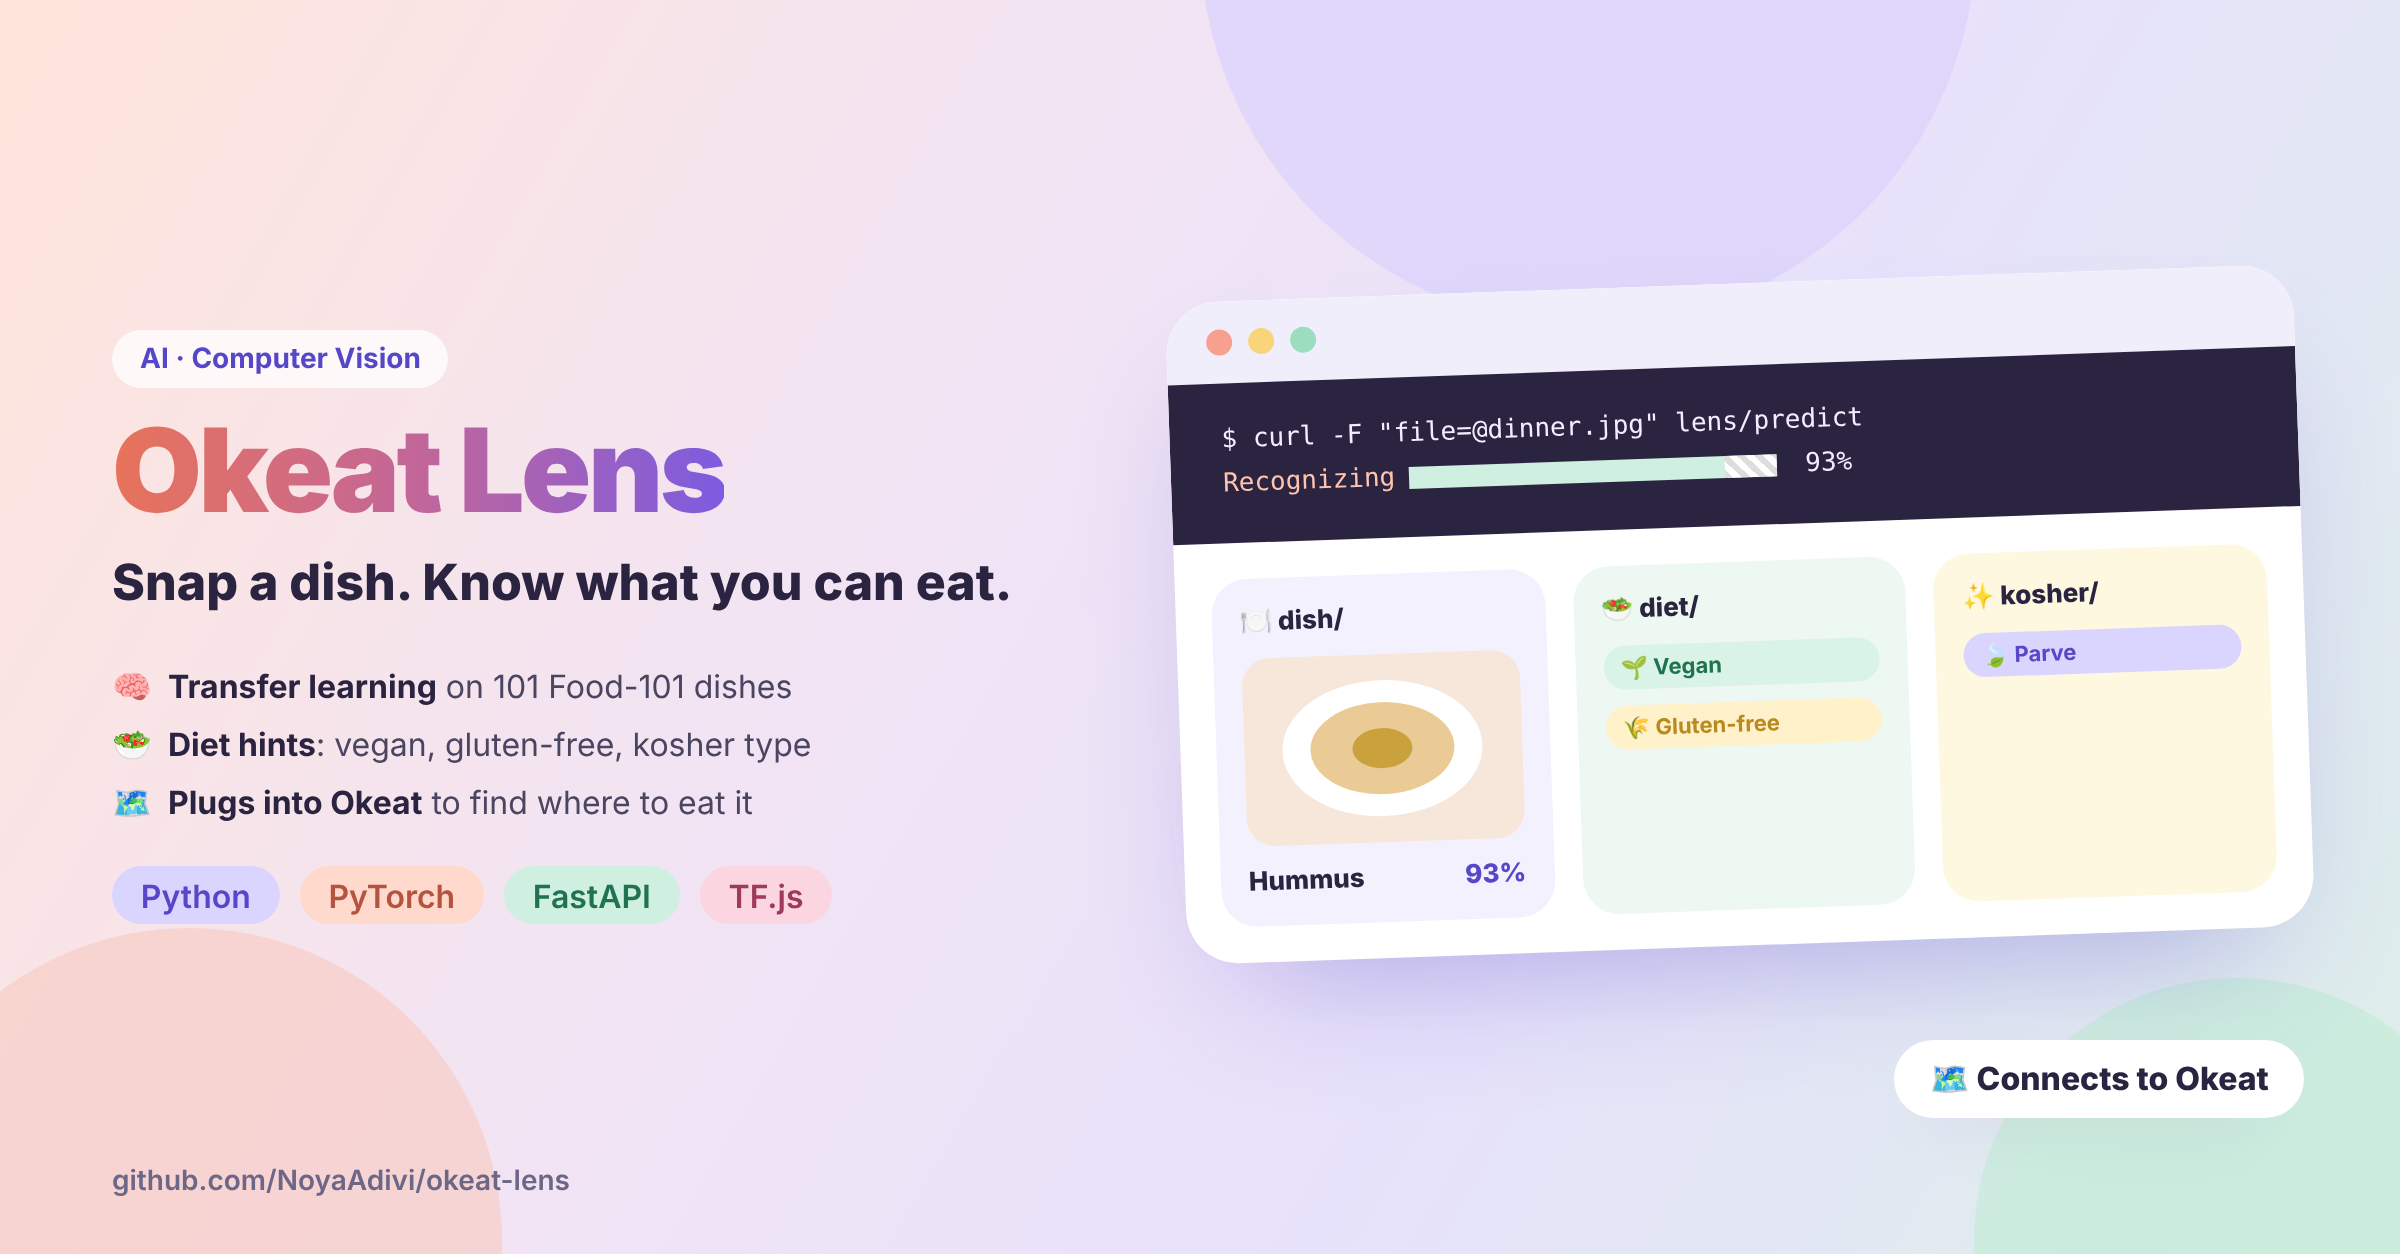 AI · Computer Vision
Okeat Lens
Snap a dish. Know what you can eat.
🧠 Transfer learning on 101 Food-101 dishes
🥗 Diet hints: vegan, gluten-free, kosher type
🗺️ Plugs into Okeat to find where to eat it
Python PyTorch FastAPI TF.js
github.com/NoyaAdivi/okeat-lens
$ curl -F "file=@dinner.jpg" lens/predict
Recognizing 93%
🍽️ dish/
Hummus 93%
🥗 diet/
🌱 Vegan
🌾 Gluten-free
✨ kosher/
🍃 Parve
🗺️ Connects to Okeat